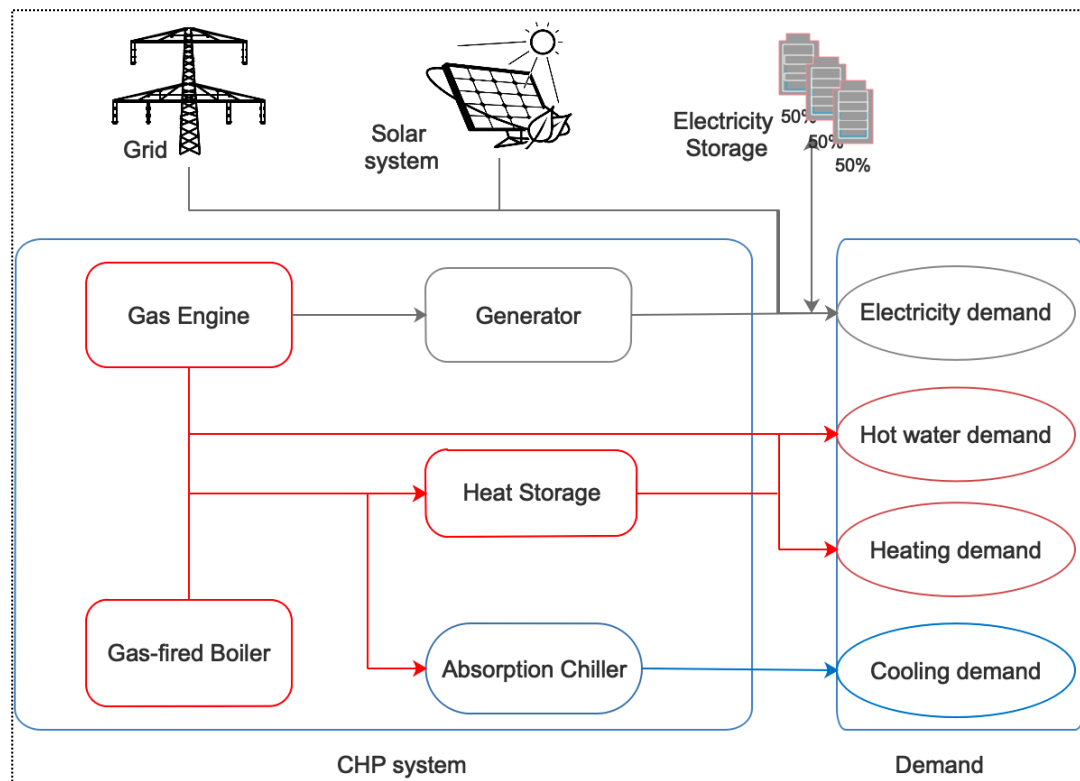 Grid
Solar
system
Electricity
Storage
50%
50%
50%
Gas Engine
Generator
Electricity demand
Hot water demand
Heat Storage
Heating demand
Gas-fired Boiler
Absorption Chiller
Cooling demand
CHP system
Demand